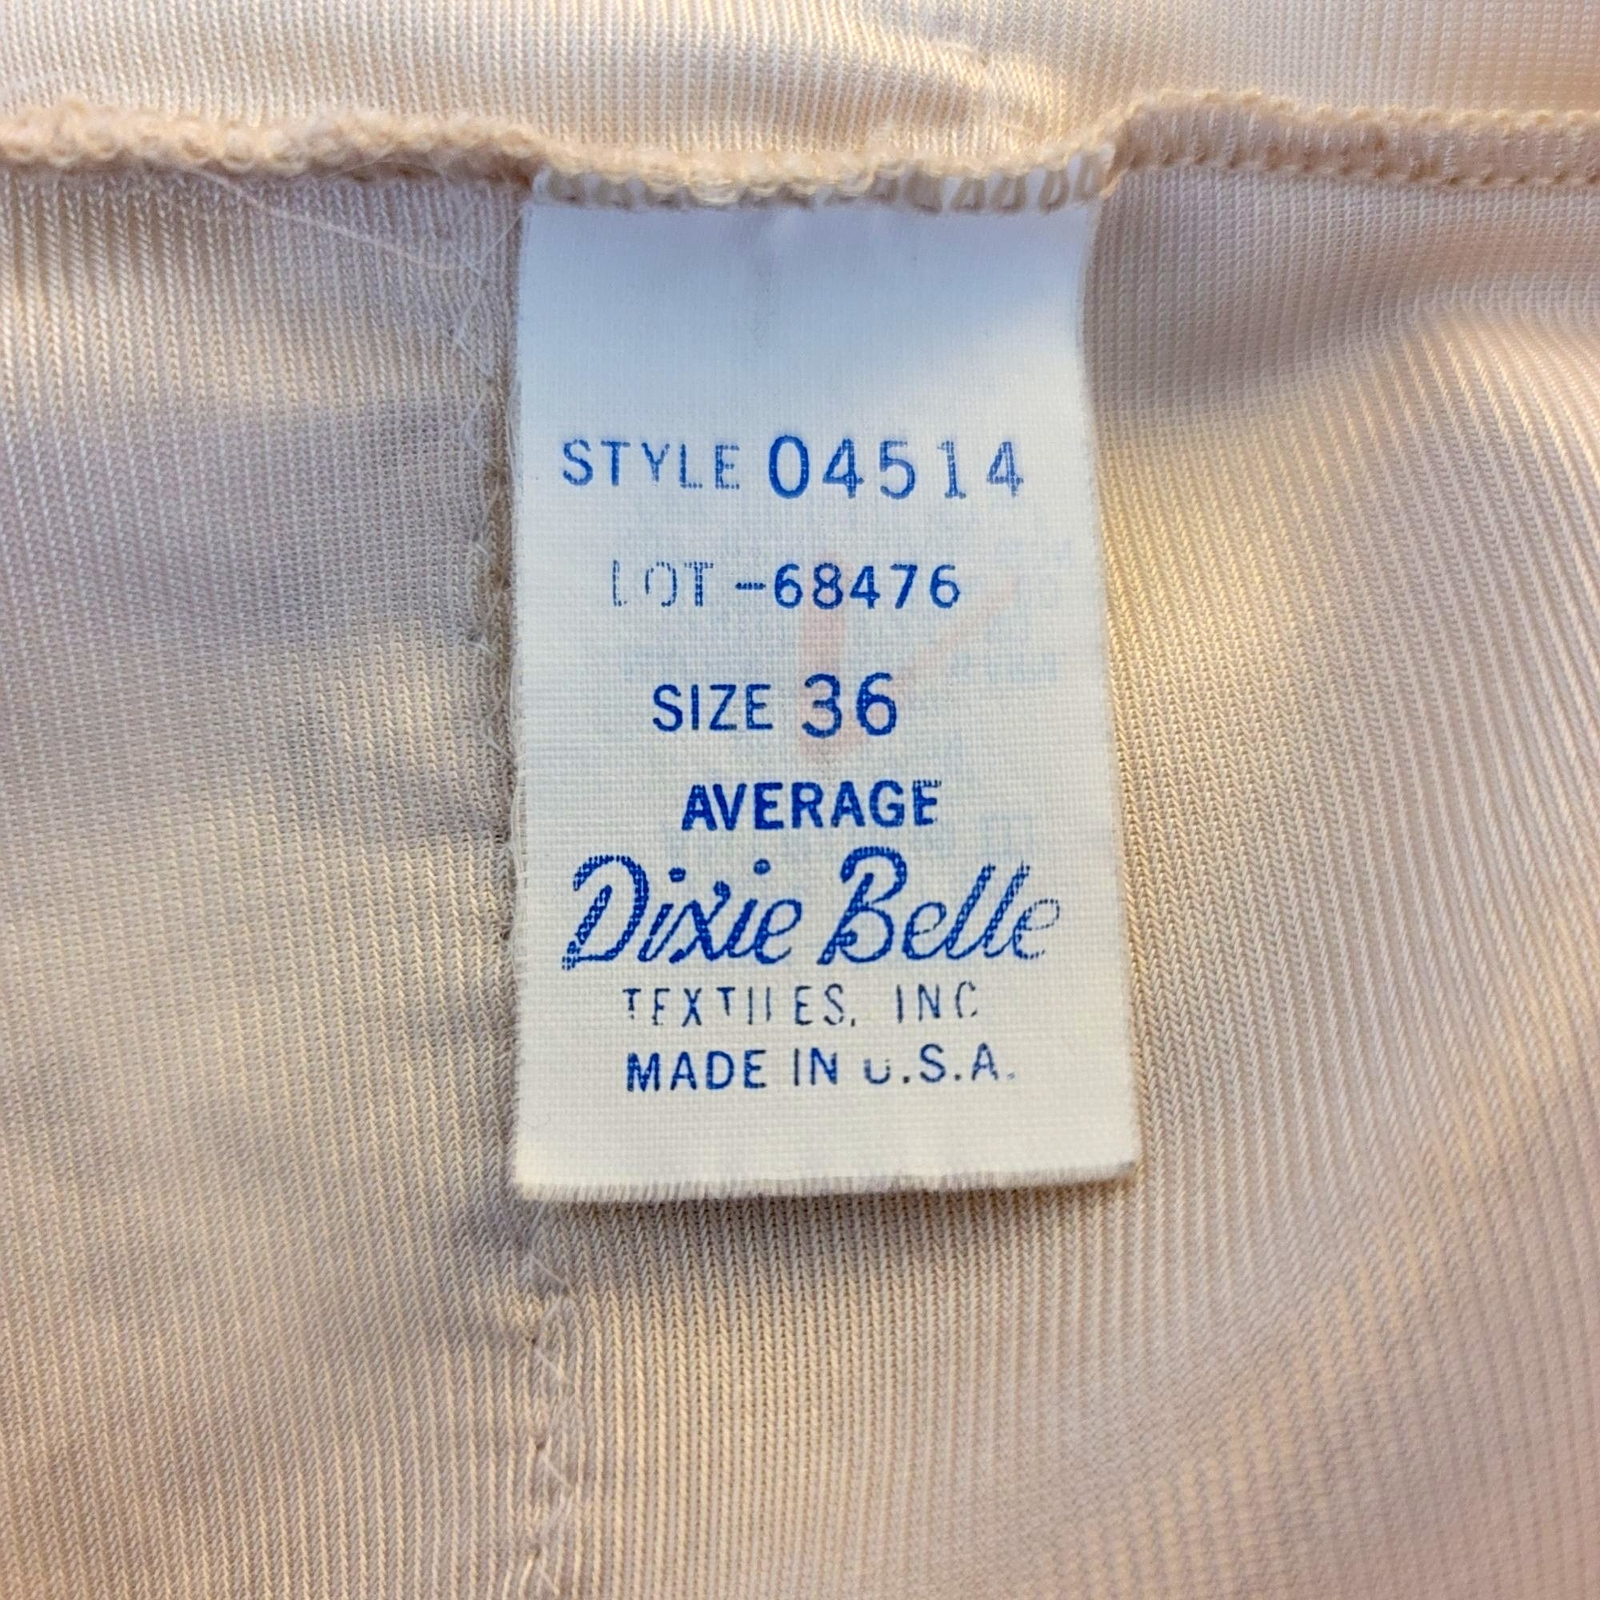 STYLE 04514
LOT -68476
SIZE 36
AVERAGE
Dixie Belle
TEXTILES, INC
MADE IN U.S.A.